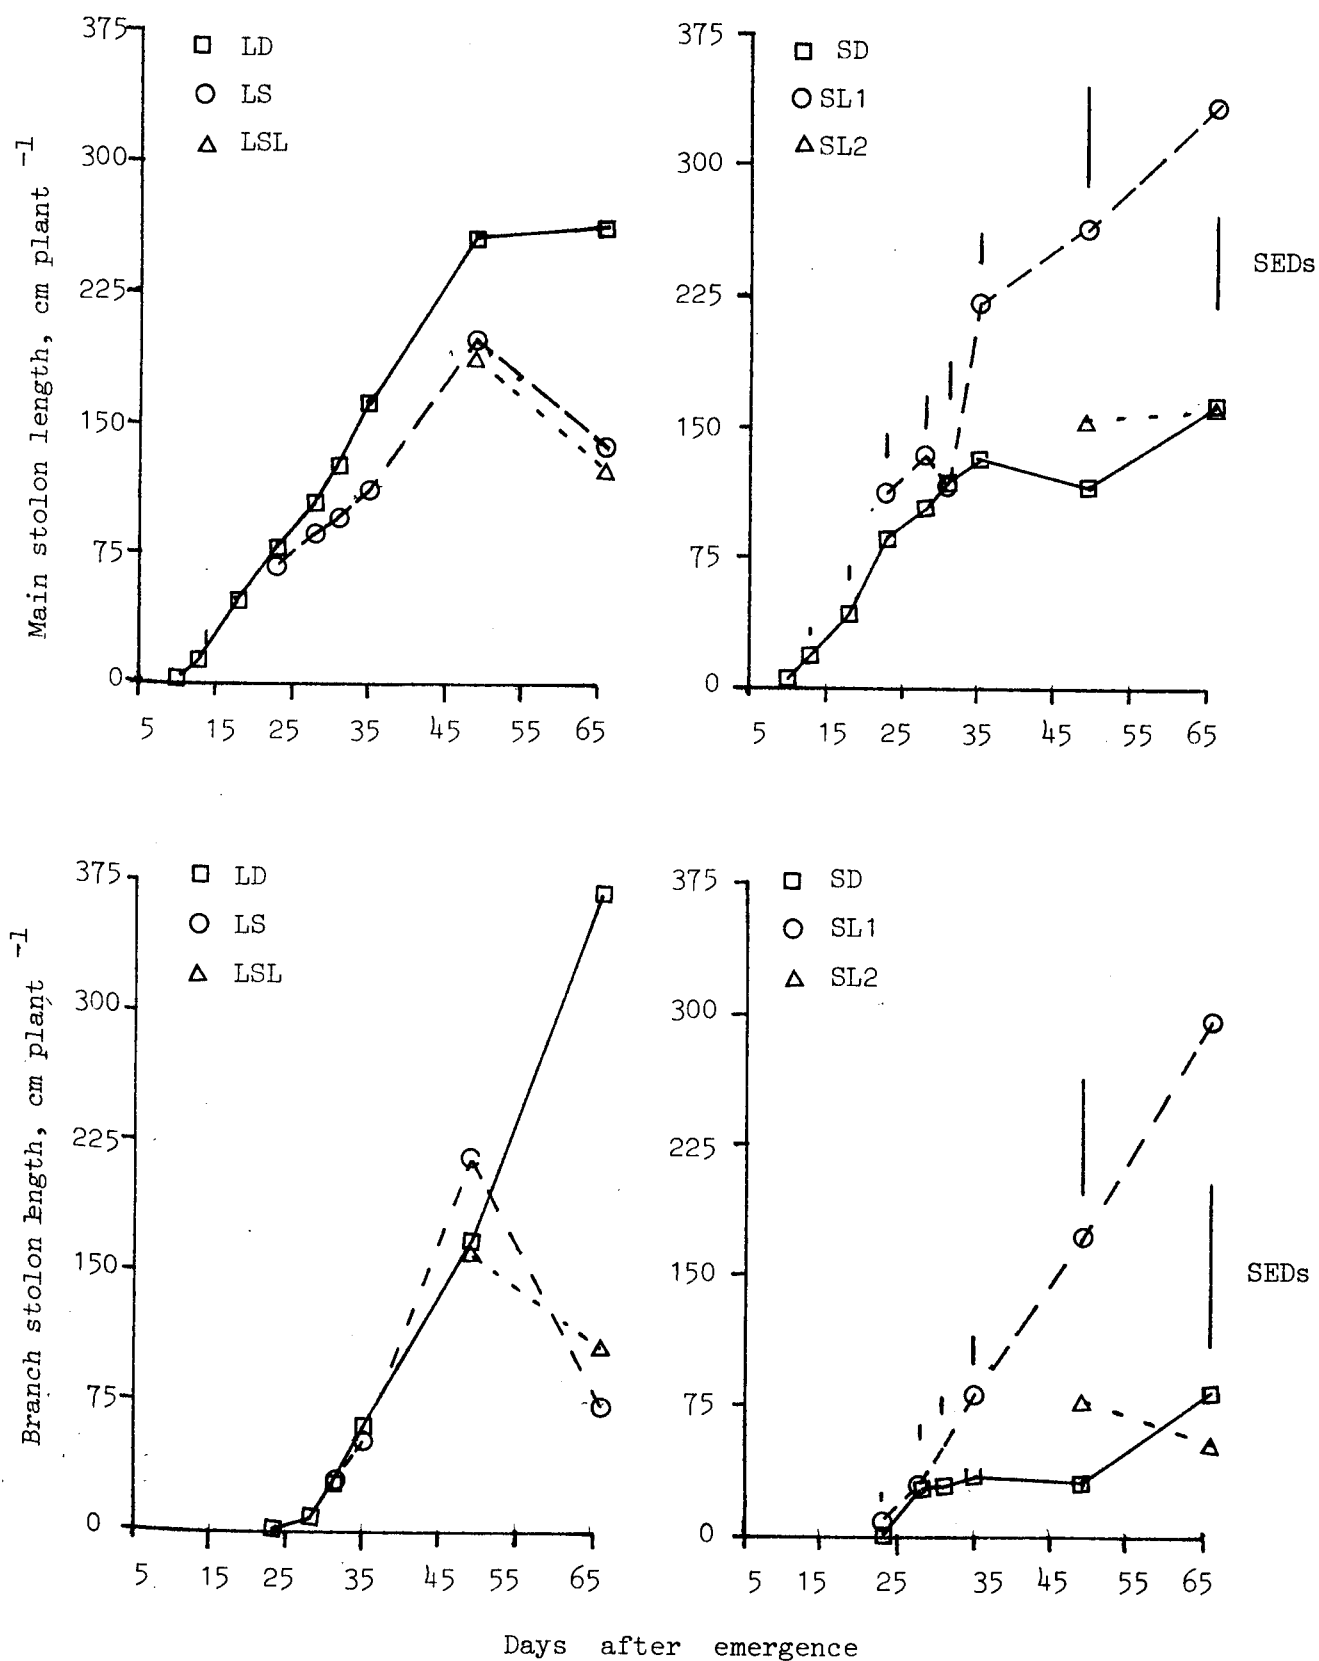 Main stolon length, cm plant -1
375
300
225
150
75
0
LD
LS
LSL
5 15 25 35 45 55 65
375
300
225
150
75
0
SD
SL1
SL2
SEDs
5 15 25 35 45 55 65
Branch stolon length, cm plant -1
375
300
225
150
75
0
LD
LS
LSL
5 15 25 35 45 55 65
375
300
225
150
75
0
SD
SL1
SL2
SEDs
5 15 25 35 45 55 65
Days after emergence